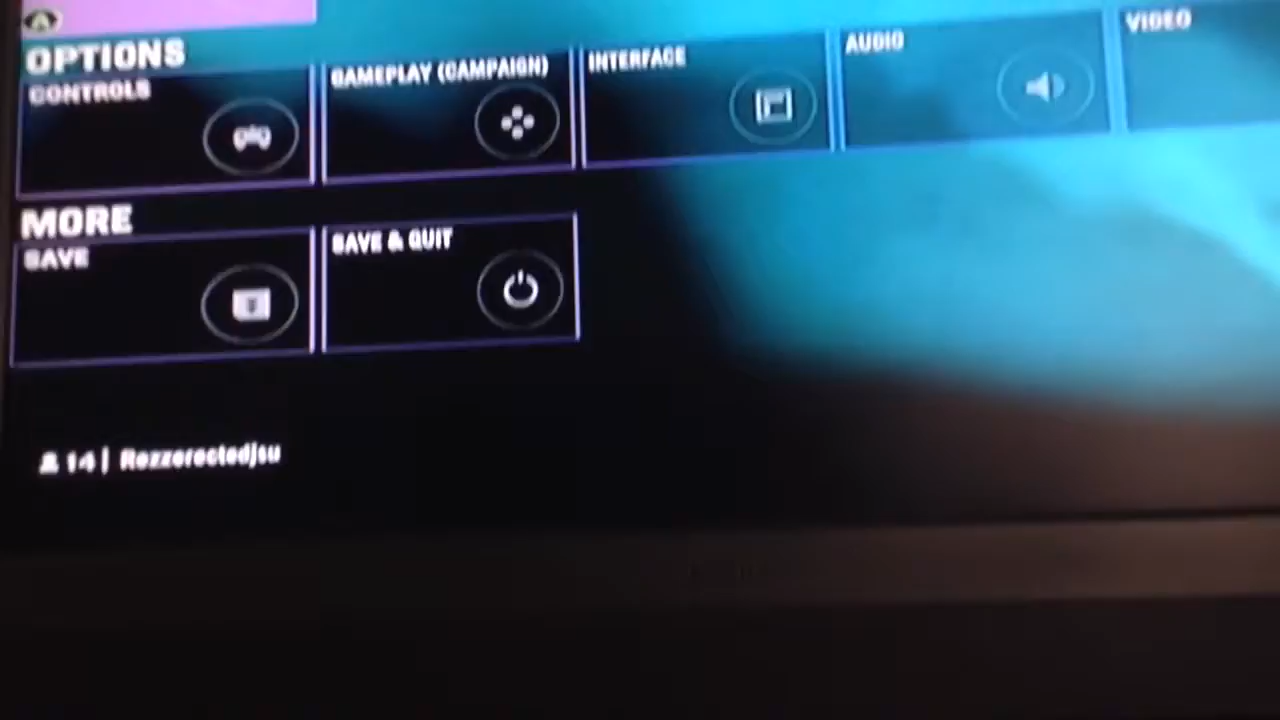 A
OPTIONS
CONTROLS
GAMEPLAY (CAMPAIGN)
INTERFACE
AUDIO
VIDEO
MORE
SAVE
SAVE & QUIT
14 | Rezzerectedjsu